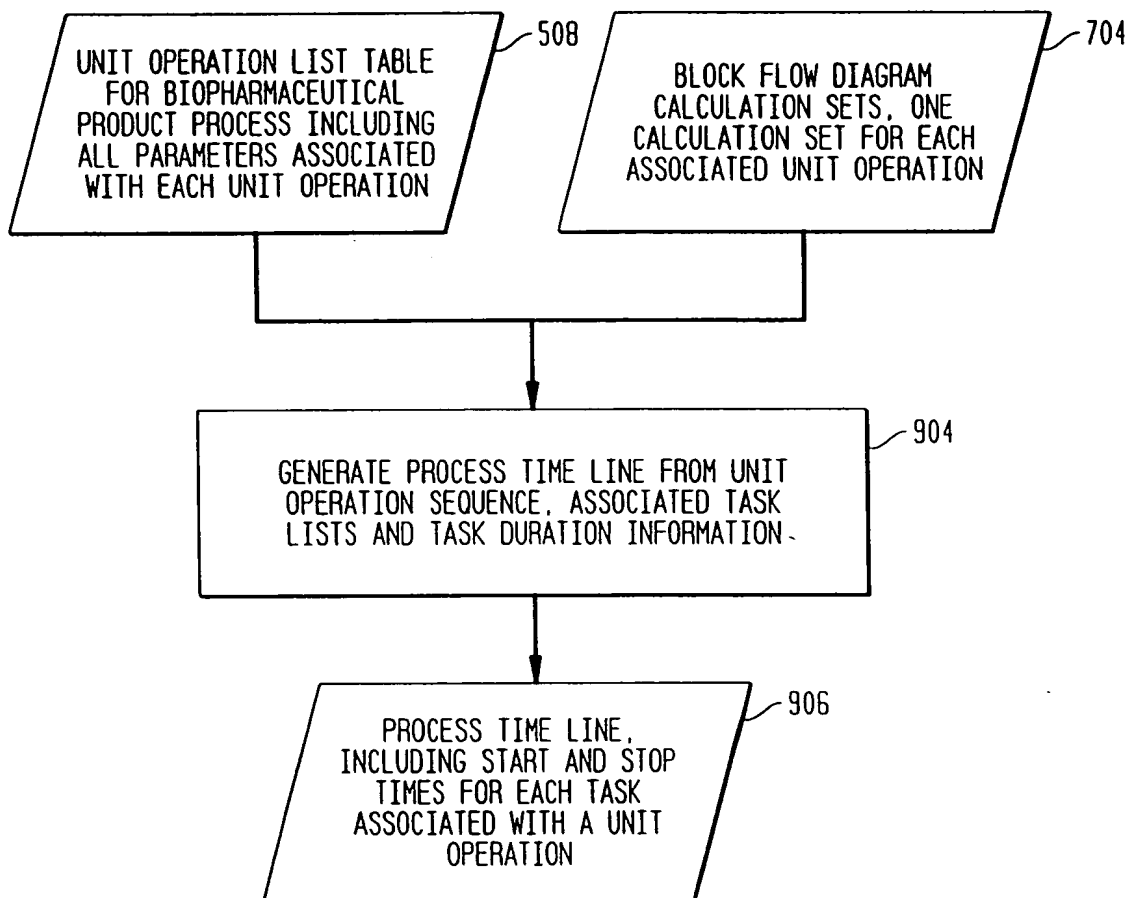 UNIT OPERATION LIST TABLE
FOR BIOPHARMACEUTICAL
PRODUCT PROCESS INCLUDING
ALL PARAMETERS ASSOCIATED
WITH EACH UNIT OPERATION
508
BLOCK FLOW DIAGRAM
CALCULATION SETS, ONE
CALCULATION SET FOR EACH
ASSOCIATED UNIT OPERATION
704
GENERATE PROCESS TIME LINE FROM UNIT
OPERATION SEQUENCE, ASSOCIATED TASK
LISTS AND TASK DURATION INFORMATION.
904
PROCESS TIME LINE,
INCLUDING START AND STOP
TIMES FOR EACH TASK
ASSOCIATED WITH A UNIT
OPERATION
906